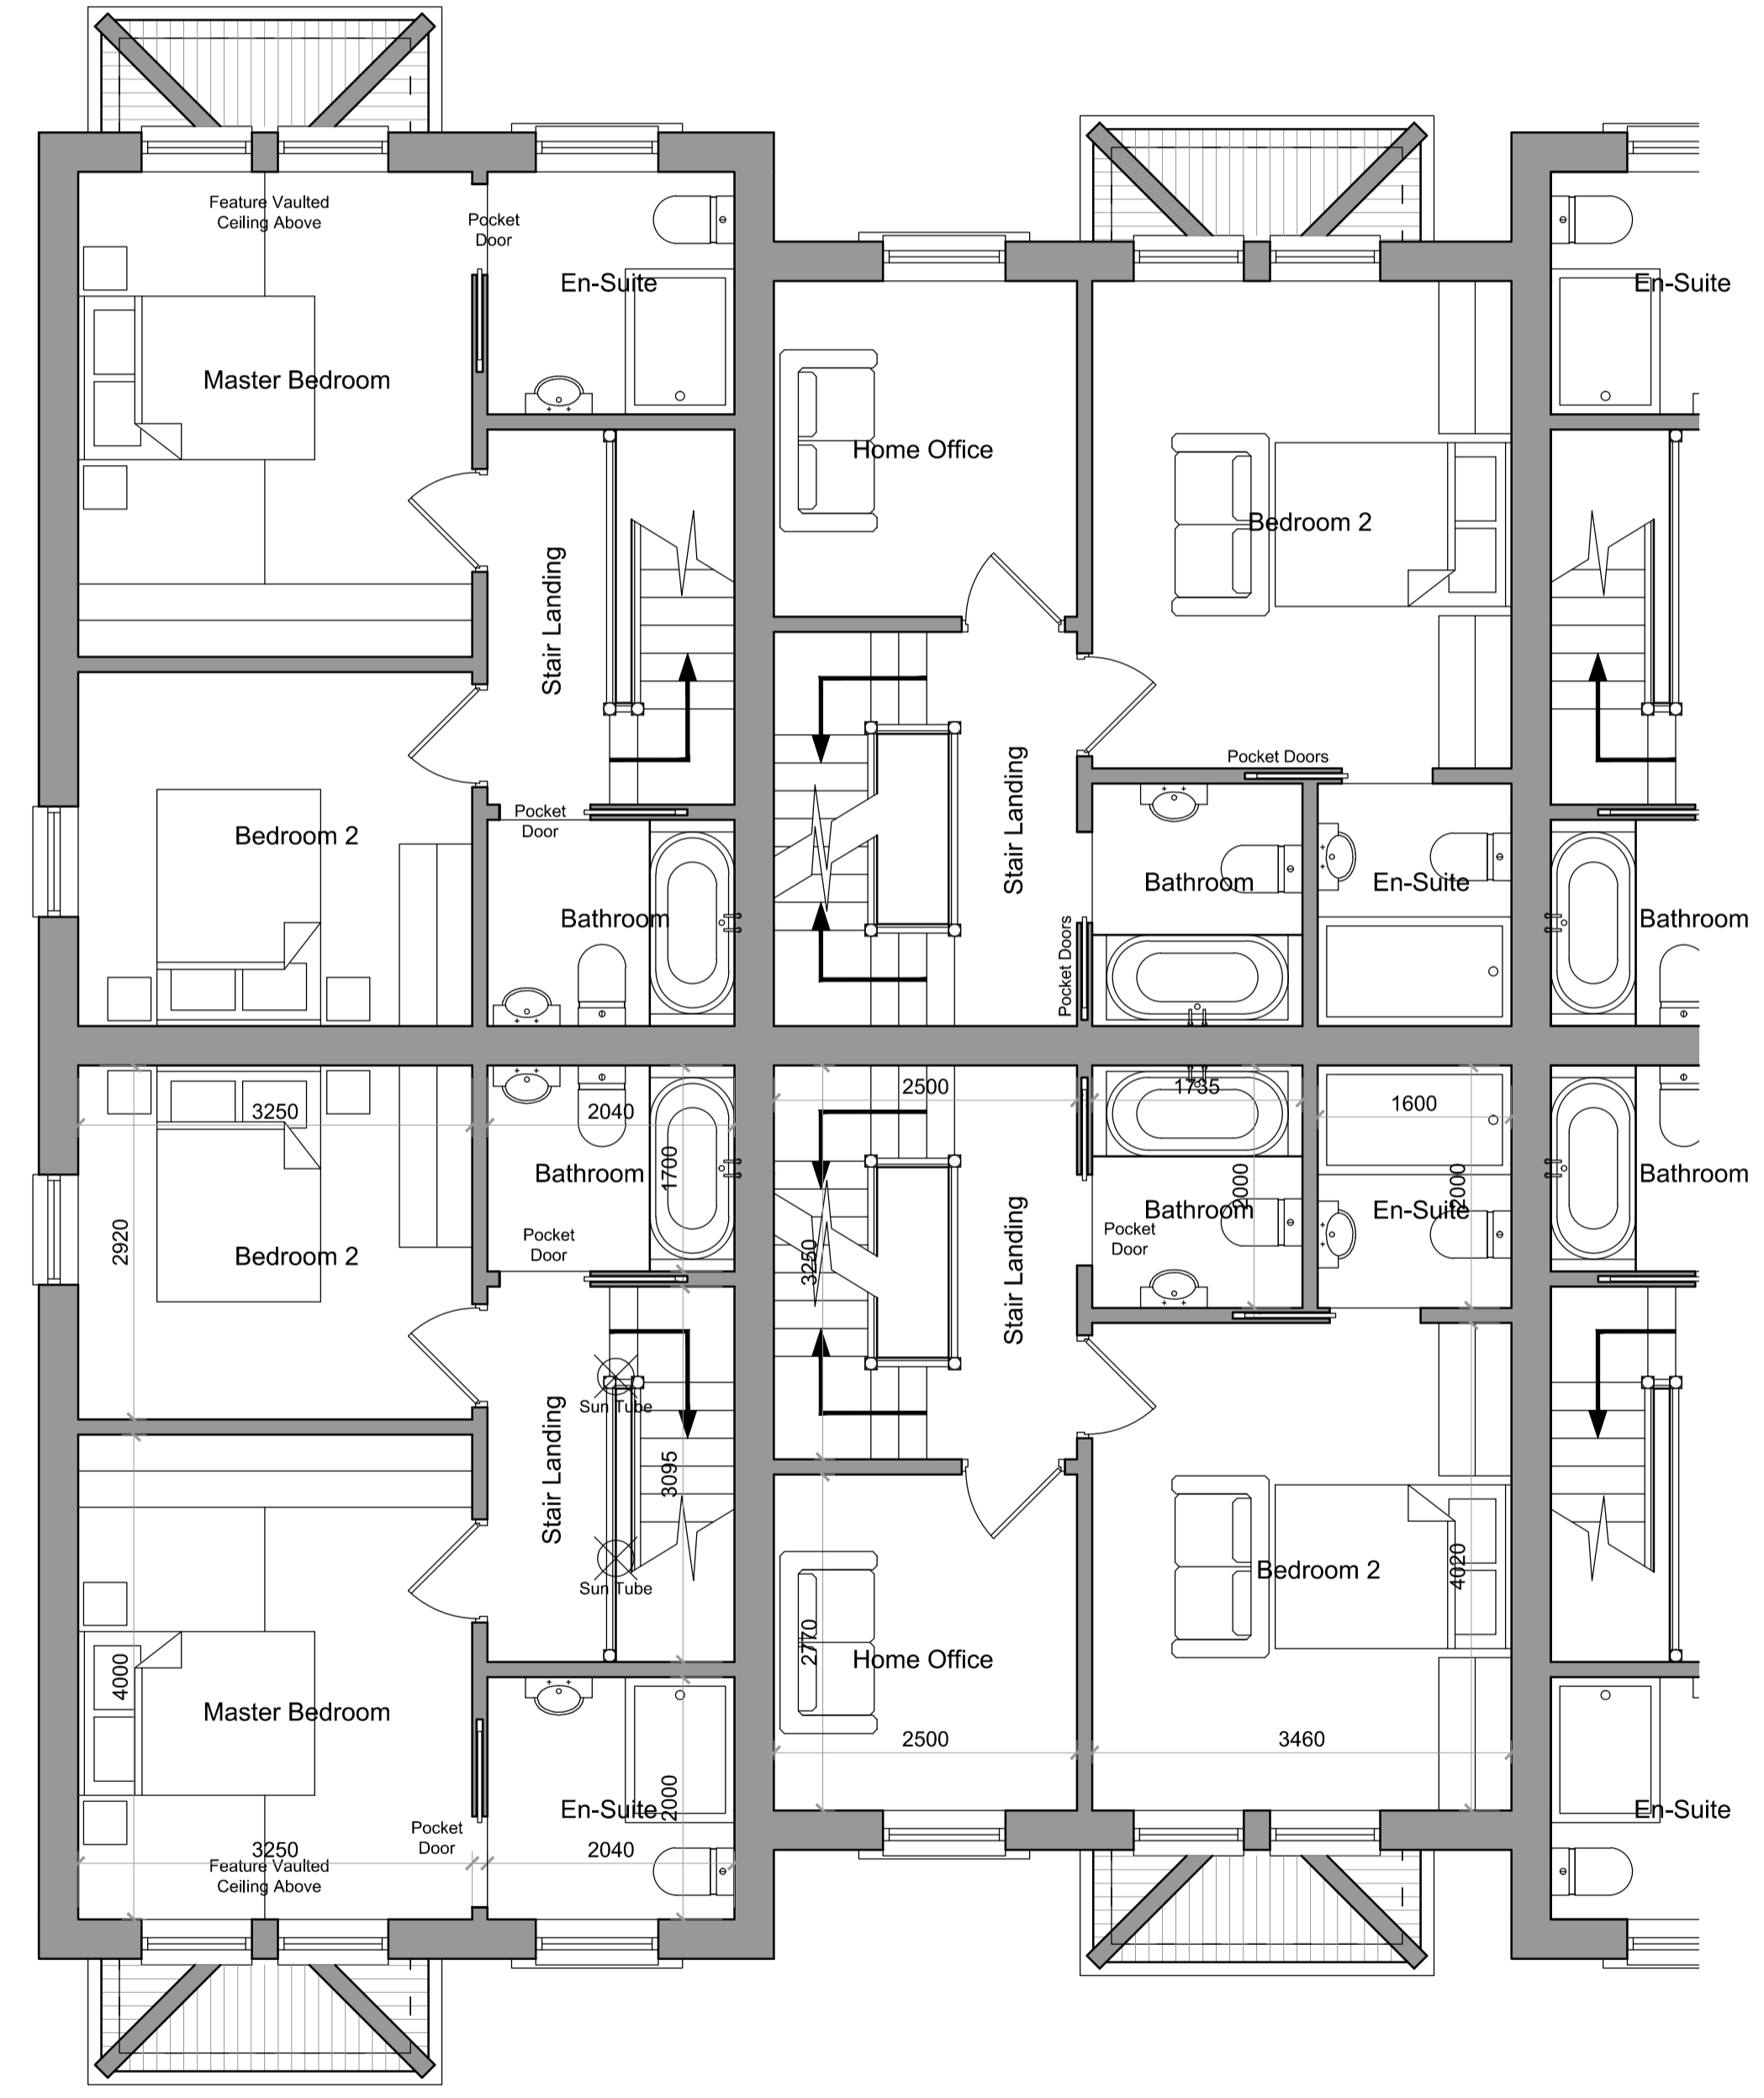 Feature Vaulted
Ceiling Above
Pocket
Door
En-Suite
Master Bedroom
Stair Landing
Bedroom 2
Pocket
Door
Bathroom
Home Office
Bedroom 2
Stair Landing
Pocket Doors
Pocket Doors
Bathroom
En-Suite
En-Suite
Bathroom
3250
2920
Bedroom 2
2040
Bathroom
1700
Pocket
Door
Stair Landing
Sun Tube
3095
Sun Tube
4000
Master Bedroom
Pocket
Door
3250
Feature Vaulted
Ceiling Above
En-Suite
2000
2040
2500
3250
Stair Landing
1735
2000
Bathroom
Pocket
Door
1600
2000
En-Suite
2770
Home Office
2500
Bedroom 2
4020
3460
Bathroom
En-Suite